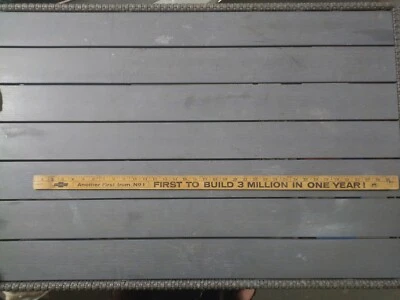 Another first from NO.1 FIRST TO BUILD 3 MILLION IN ONE YEAR!